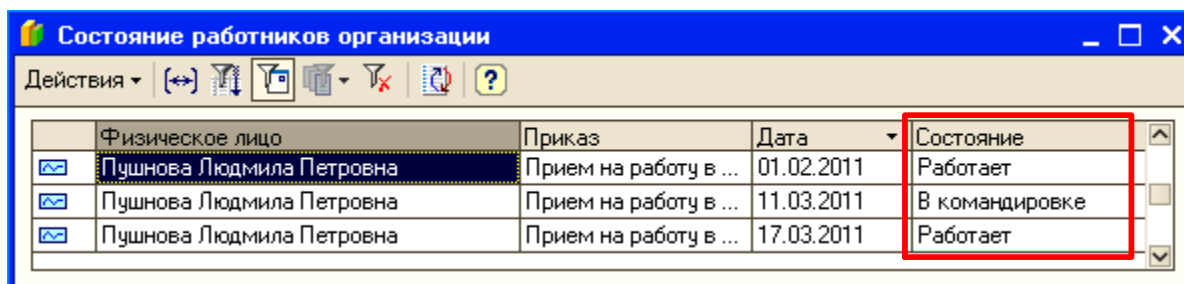 Состояние работников организации
Действия
?
Физическое лицо Приказ Дата Состояние
Пушнова Людмила Петровна Прием на работу в ... 01.02.2011 Работает
Пушнова Людмила Петровна Прием на работу в ... 11.03.2011 В командировке
Пушнова Людмила Петровна Прием на работу в ... 17.03.2011 Работает